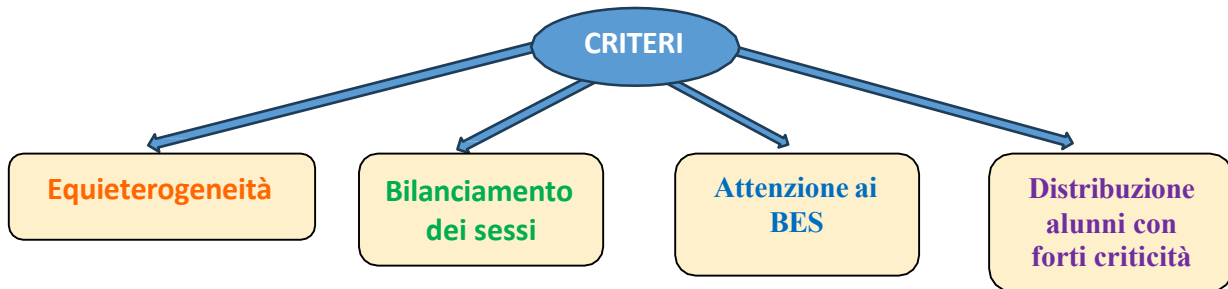 CRITERI
Equieterogeneità
Bilanciamento
dei sessi
Attenzione ai
BES
Distribuzione
alunni con
forti criticità